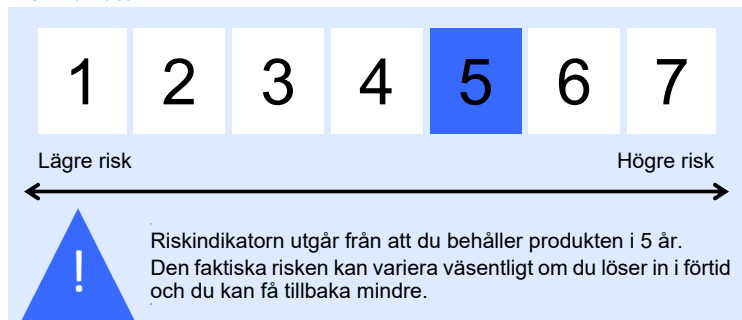 1 2 3 4 5 6 7
Lägre risk Högre risk
!
Riskindikatorn utgår från att du behåller produkten i 5 år.
Den faktiska risken kan variera väsentligt om du löser in i förtid
och du kan få tillbaka mindre.